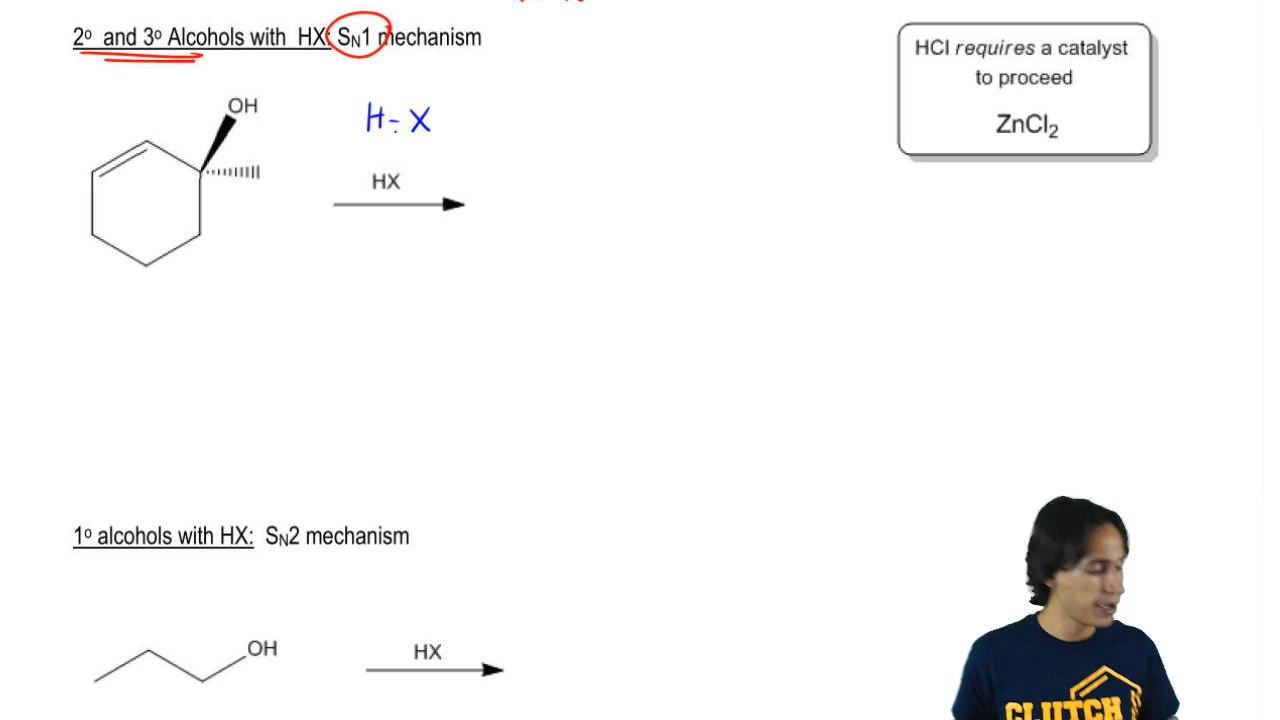 2º and 3º Alcohols with HX: SN1 mechanism
HCl requires a catalyst
to proceed
ZnCl2
OH
H-X
HX
1º alcohols with HX: SN2 mechanism
OH
HX
CLUTCH